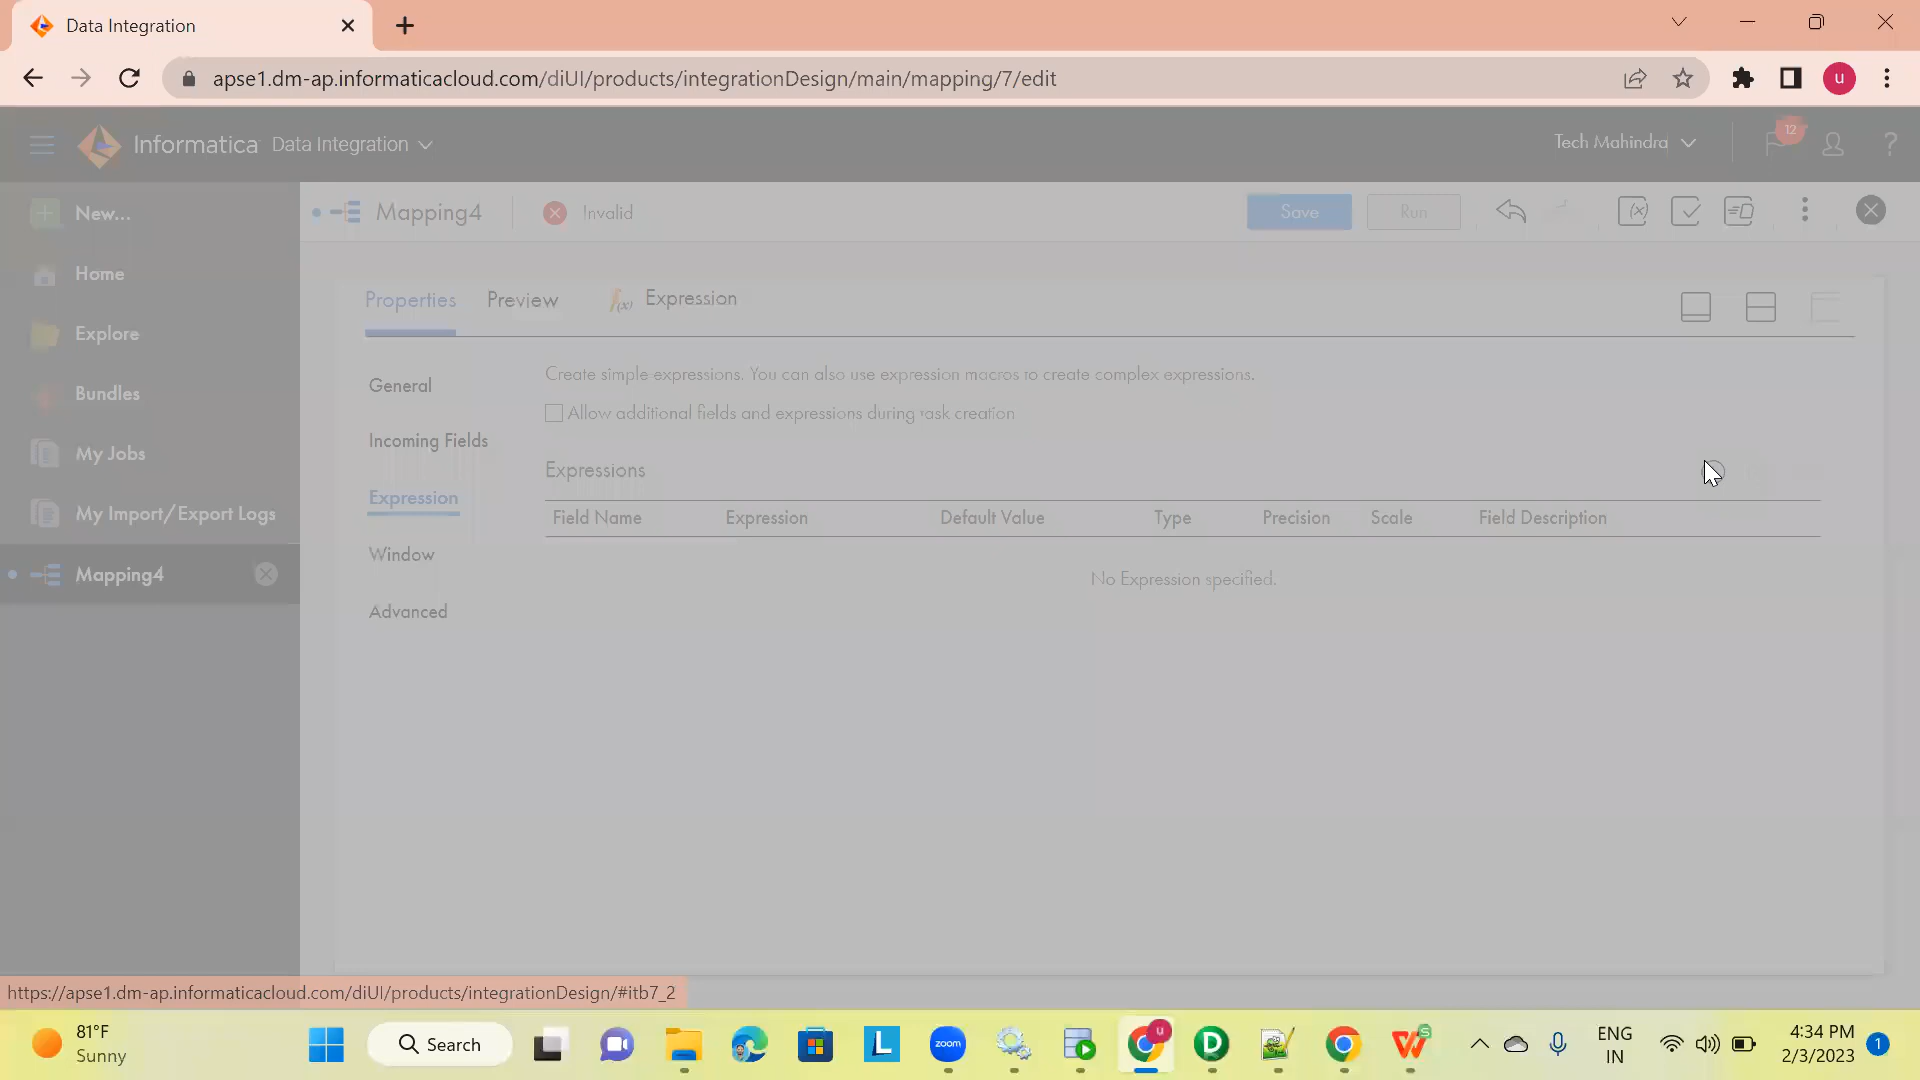 Data Integration
apse1.dm-ap.informaticacloud.com/diUI/products/integrationDesign/main/mapping/7/edit
u
Informatica Data Integration
Tech Mahindra
12
?
New...
Mapping4
Invalid
Save
Run
Home
Properties
Preview
Expression
Explore
Create simple expressions. You can also use expression macros to create complex expressions.
General
Bundles
Allow additional fields and expressions during task creation
Incoming Fields
My Jobs
Expressions
Expression
My Import/Export Logs
Field Name
Expression
Default Value
Type
Precision
Scale
Field Description
Window
Mapping4
No Expression specified.
Advanced
https://apse1.dm-ap.informaticacloud.com/diUI/products/integrationDesign/#itb7_2
81°F
Sunny
Search
L
zoom
u
D
W
S
ENG
IN
4:34 PM
2/3/2023
1